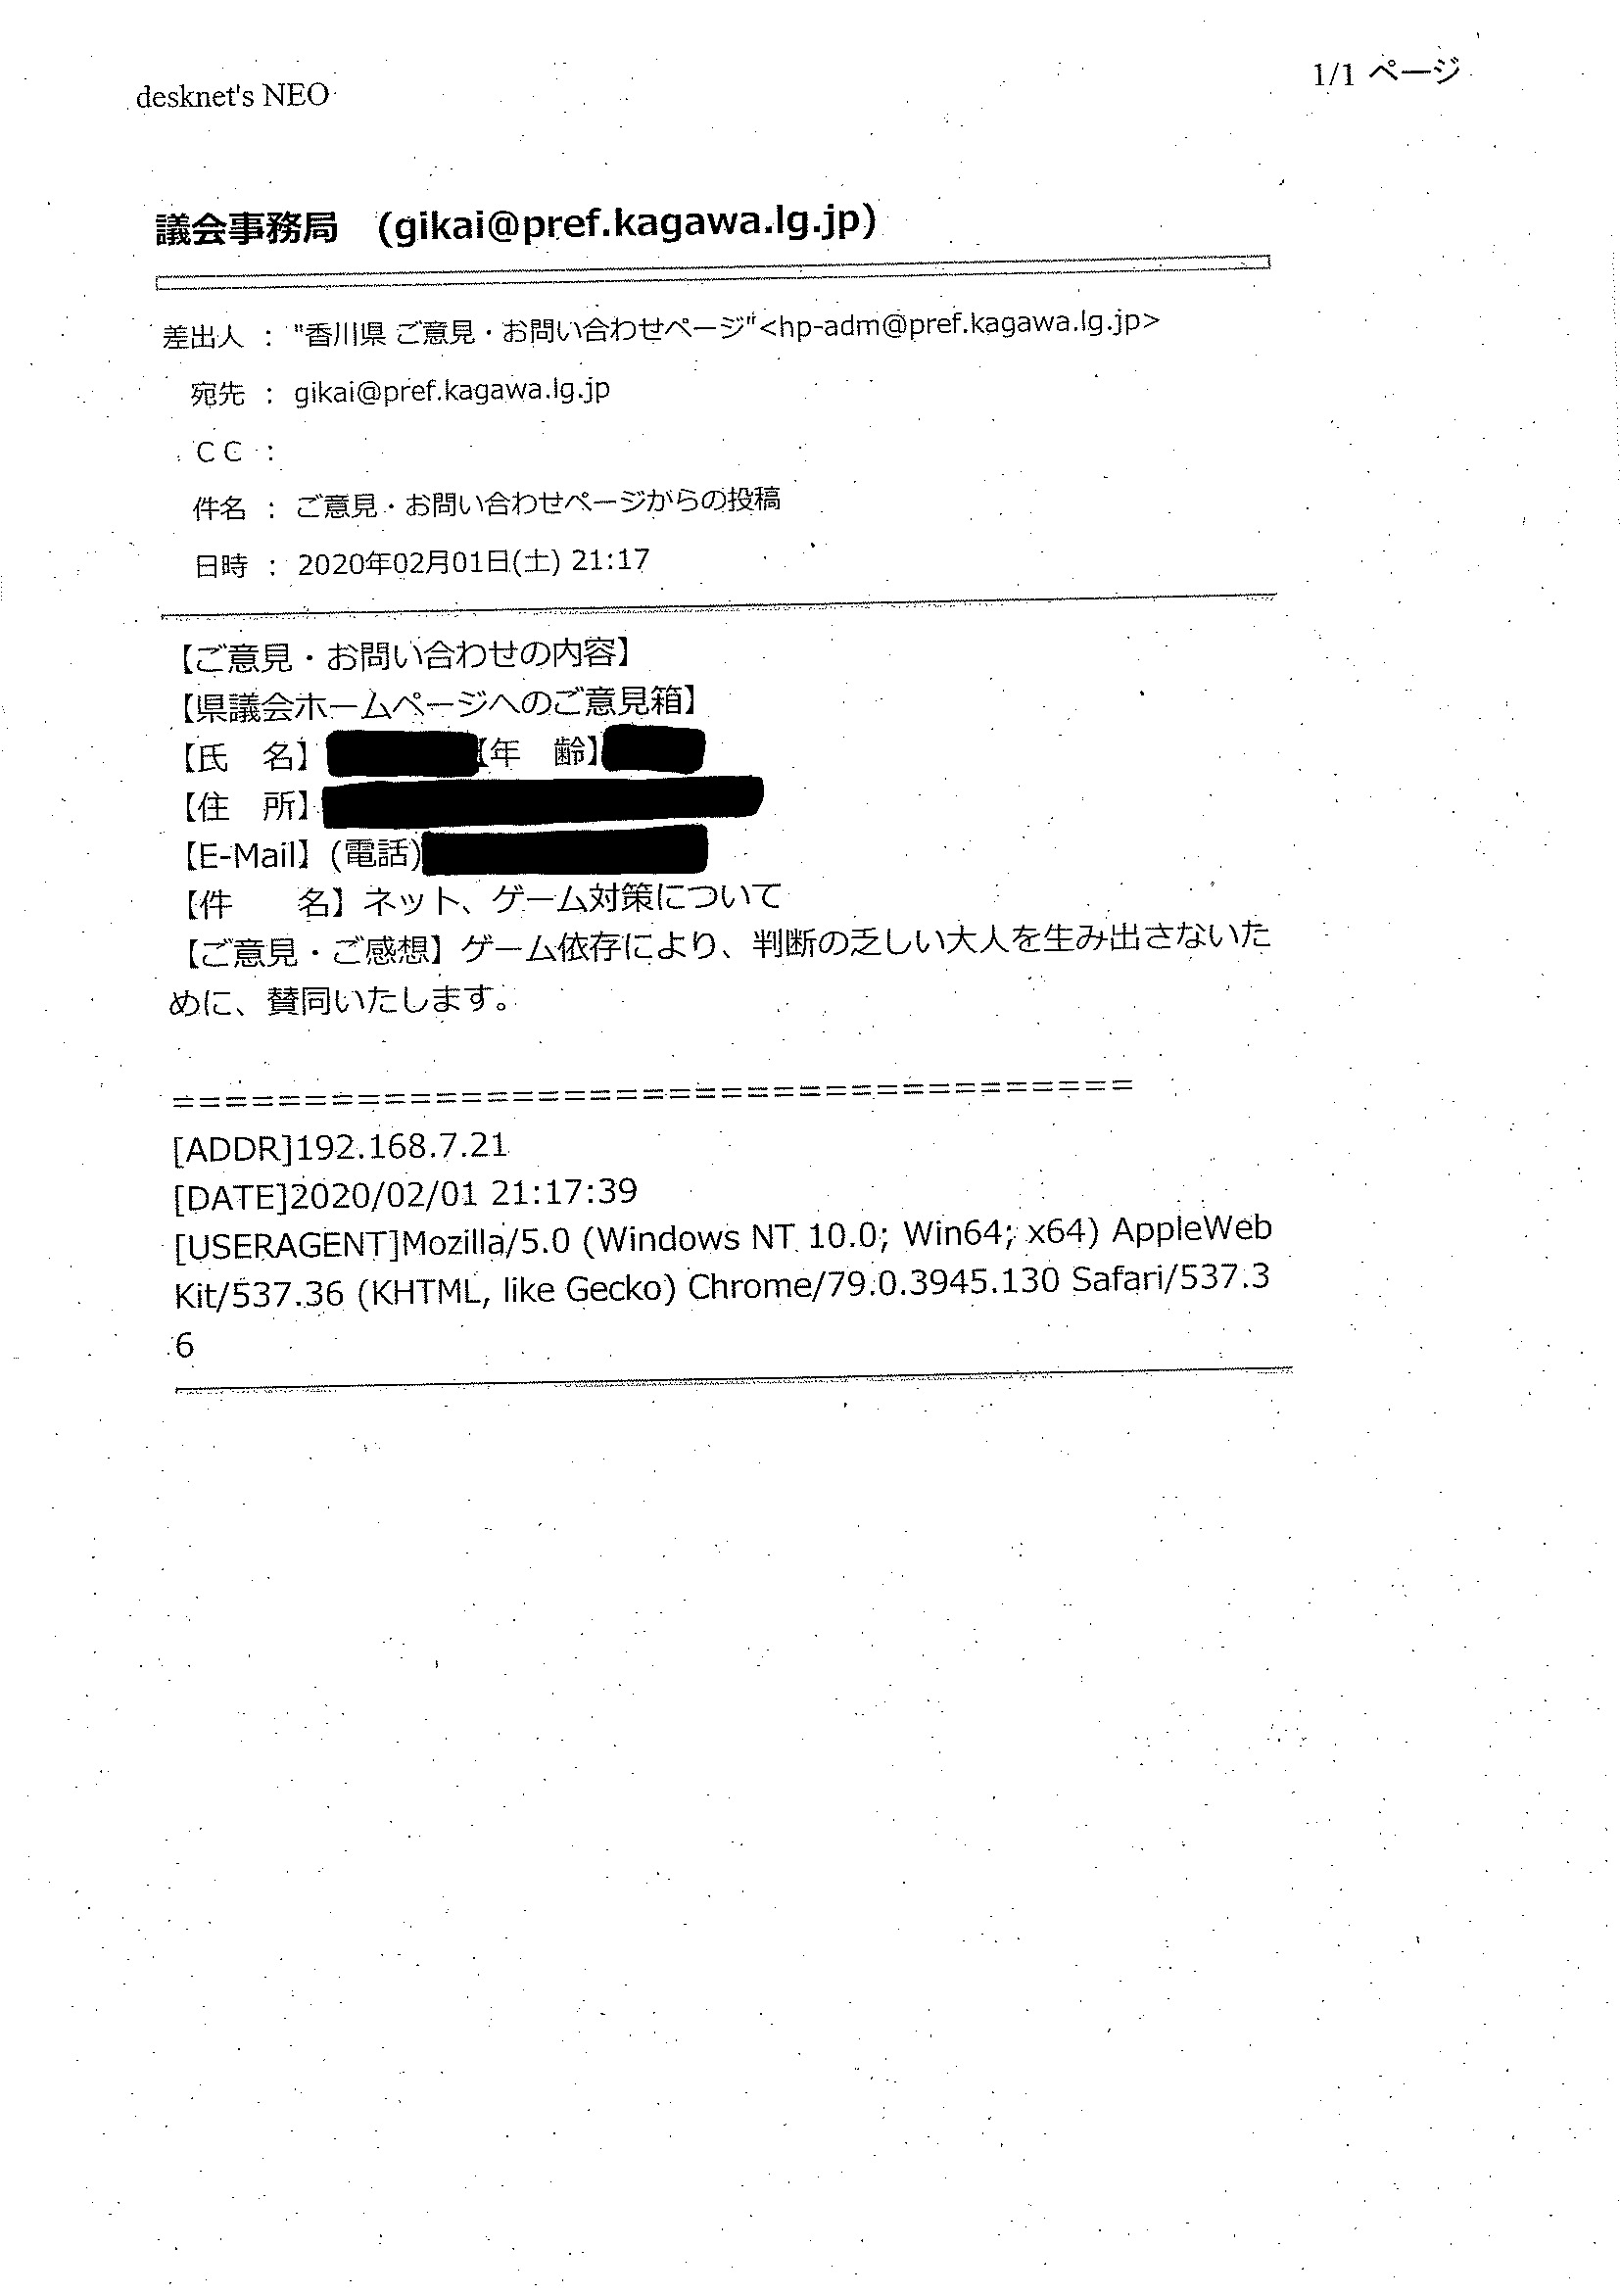 desknet's NEO
1/1 ページ
議会事務局　(gikai@pref.kagawa.lg.jp)
差出人 : "香川県 ご意見・お問い合わせページ"<hp-adm@pref.kagawa.lg.jp>
宛先 : gikai@pref.kagawa.lg.jp
CC :
件名 : ご意見・お問い合わせページからの投稿
日時 : 2020年02月01日(土) 21:17
【ご意見・お問い合わせの内容】
【県議会ホームページへのご意見箱】
【氏　名】【年　齢】
【住　所】
【E-Mail】(電話)
【件　　名】ネット、ゲーム対策について
【ご意見・ご感想】ゲーム依存により、判断の乏しい大人を生み出さないた
めに、賛同いたします。
=====================================
[ADDR]192.168.7.21
[DATE]2020/02/01 21:17:39
[USERAGENT]Mozilla/5.0 (Windows NT 10.0; Win64; x64) AppleWeb
Kit/537.36 (KHTML, like Gecko) Chrome/79.0.3945.130 Safari/537.3
6